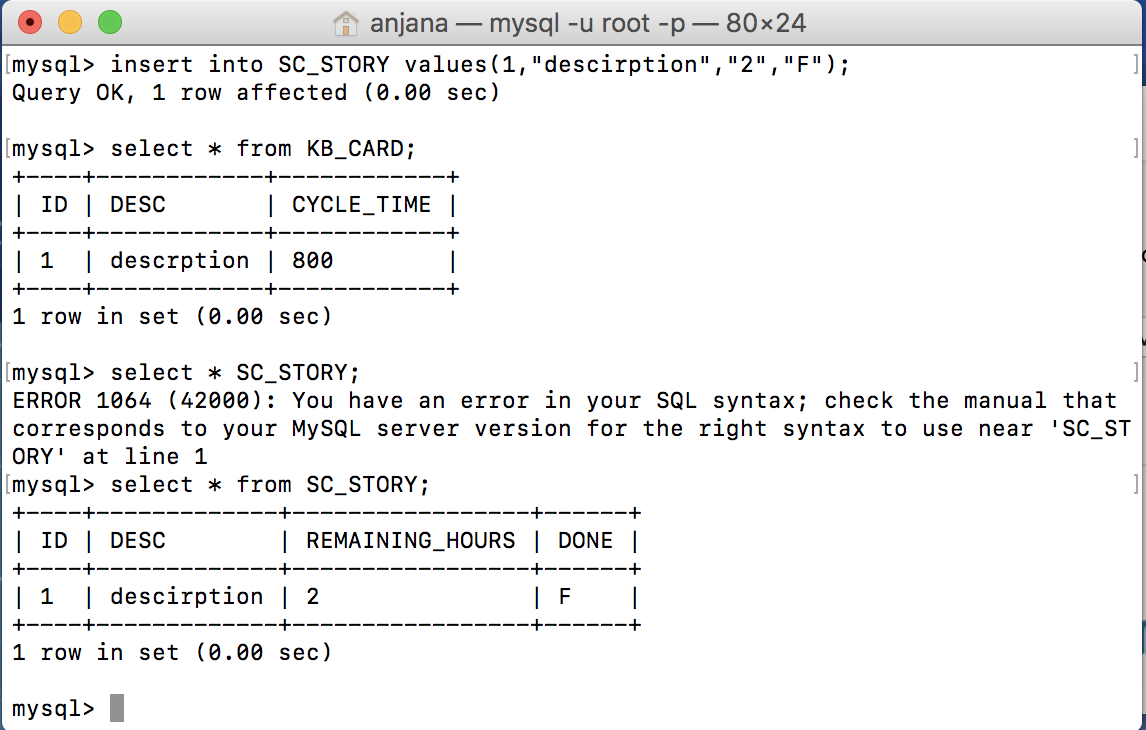 anjana — mysql -u root -p — 80×24
mysql> insert into SC_STORY values(1,"descirption","2","F");
Query OK, 1 row affected (0.00 sec)
mysql> select * from KB_CARD;
+----+------------+------------+
| ID | DESC       | CYCLE_TIME |
+----+------------+------------+
| 1  | descrption | 800        |
+----+------------+------------+
1 row in set (0.00 sec)
mysql> select * SC_STORY;
ERROR 1064 (42000): You have an error in your SQL syntax; check the manual that
corresponds to your MySQL server version for the right syntax to use near 'SC_ST
ORY' at line 1
mysql> select * from SC_STORY;
+----+-------------+-----------------+------+
| ID | DESC        | REMAINING_HOURS | DONE |
+----+-------------+-----------------+------+
| 1  | descirption | 2               | F    |
+----+-------------+-----------------+------+
1 row in set (0.00 sec)
mysql>